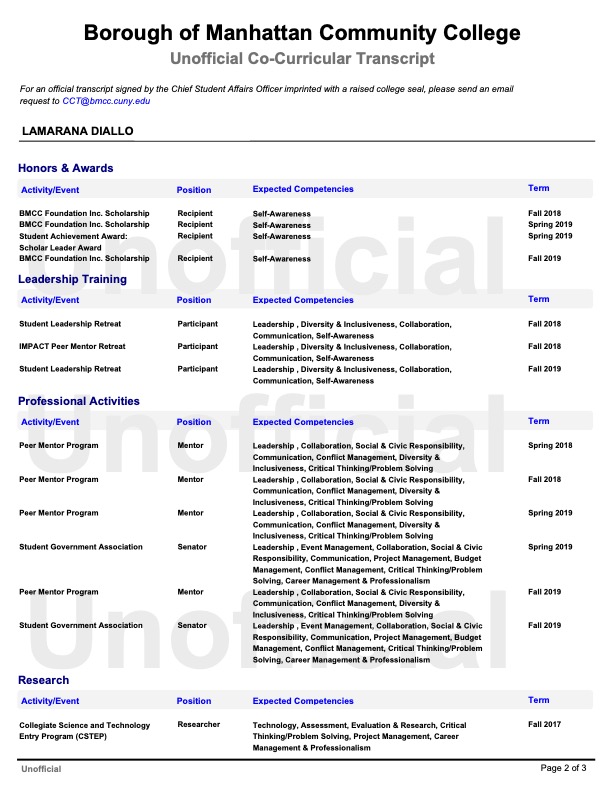 Borough of Manhattan Community College
Unofficial Co-Curricular Transcript
For an official transcript signed by the Chief Student Affairs Officer imprinted with a raised college seal, please send an email
request to CCT@bmcc.cuny.edu
LAMARANA DIALLO
Honors & Awards
Activity/Event Position Expected Competencies Term
BMCC Foundation Inc. Scholarship Recipient Self-Awareness Fall 2018
BMCC Foundation Inc. Scholarship Recipient Self-Awareness Spring 2019
Student Achievement Award: Recipient Self-Awareness Spring 2019
Scholar Leader Award
BMCC Foundation Inc. Scholarship Recipient Self-Awareness Fall 2019
Unofficial
Leadership Training
Activity/Event Position Expected Competencies Term
Student Leadership Retreat Participant Leadership , Diversity & Inclusiveness, Collaboration, Fall 2018
Communication, Self-Awareness
IMPACT Peer Mentor Retreat Participant Leadership , Diversity & Inclusiveness, Collaboration, Fall 2018
Communication, Self-Awareness
Student Leadership Retreat Participant Leadership , Diversity & Inclusiveness, Collaboration, Fall 2019
Communication, Self-Awareness
Professional Activities
Activity/Event Position Expected Competencies Term
Unofficial
Peer Mentor Program Mentor Leadership , Collaboration, Social & Civic Responsibility, Spring 2018
Communication, Conflict Management, Diversity &
Inclusiveness, Critical Thinking/Problem Solving
Peer Mentor Program Mentor Leadership , Collaboration, Social & Civic Responsibility, Fall 2018
Communication, Conflict Management, Diversity &
Inclusiveness, Critical Thinking/Problem Solving
Peer Mentor Program Mentor Leadership , Collaboration, Social & Civic Responsibility, Spring 2019
Communication, Conflict Management, Diversity &
Inclusiveness, Critical Thinking/Problem Solving
Student Government Association Senator Leadership , Event Management, Collaboration, Social & Civic Spring 2019
Responsibility, Communication, Project Management, Budget
Management, Conflict Management, Critical Thinking/Problem
Solving, Career Management & Professionalism
Peer Mentor Program Mentor Leadership , Collaboration, Social & Civic Responsibility, Fall 2019
Communication, Conflict Management, Diversity &
Inclusiveness, Critical Thinking/Problem Solving
Student Government Association Senator Leadership , Event Management, Collaboration, Social & Civic Fall 2019
Responsibility, Communication, Project Management, Budget
Management, Conflict Management, Critical Thinking/Problem
Solving, Career Management & Professionalism
Unofficial
Research
Activity/Event Position Expected Competencies Term
Collegiate Science and Technology Researcher Technology, Assessment, Evaluation & Research, Critical Fall 2017
Entry Program (CSTEP) Thinking/Problem Solving, Project Management, Career
Management & Professionalism
Unofficial Page 2 of 3